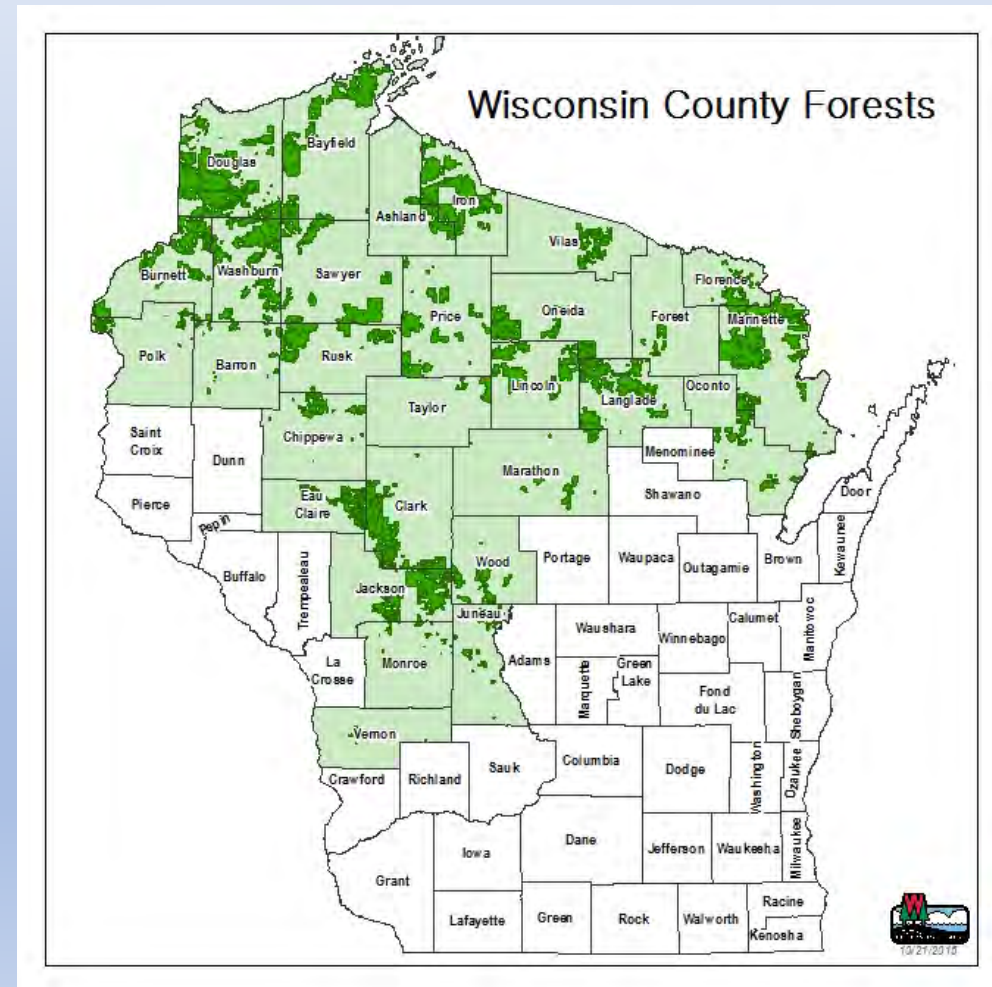 Wisconsin County Forests
Douglas
Bayfield
Ashland
Iron
Vilas
Burnett
Washburn
Sawyer
Price
Oneida
Forest
Florence
Marinette
Polk
Barron
Rusk
Lincoln
Langlade
Oconto
Taylor
Chippewa
Saint
Croix
Dunn
Menominee
Marathon
Shawano
Door
Pierce
Pepin
Eau
Claire
Clark
Buffalo
Trempealeau
Jackson
Wood
Portage
Waupaca
Outagamie
Brown
Kewaunee
Juneau
Adams
Waushara
Winnebago
Calumet
Manitowoc
La
Crosse
Monroe
Marquette
Green
Lake
Fond
du Lac
Sheboygan
Vernon
Crawford
Richland
Sauk
Columbia
Dodge
Washington
Ozaukee
Grant
Iowa
Dane
Jefferson
Waukesha
Milwaukee
Lafayette
Green
Rock
Walworth
Racine
Kenosha
W